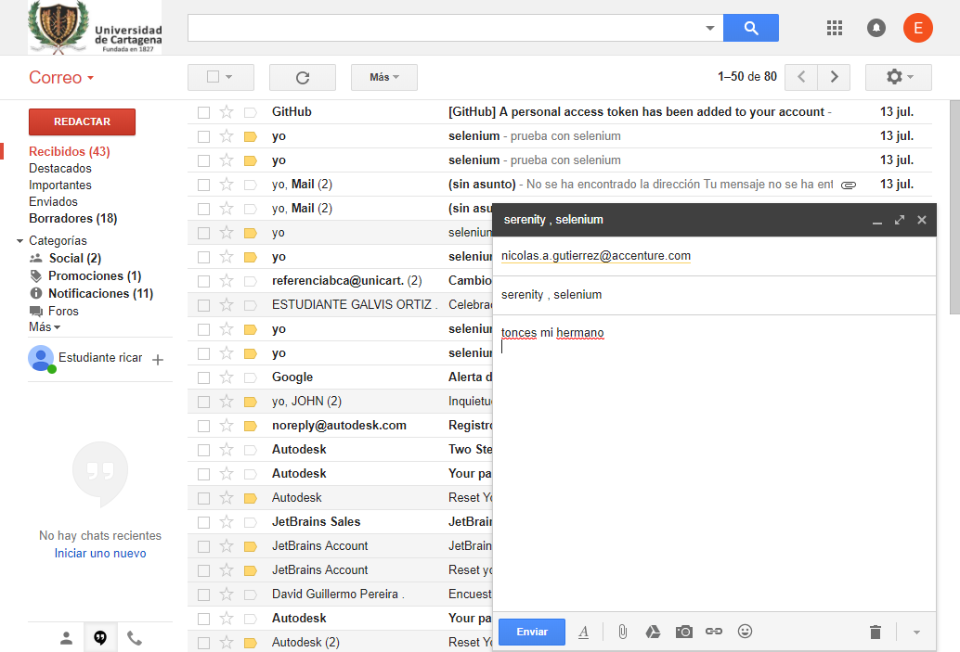 Universidad
de Cartagena
Fundada en 1827
E
Correo
Más
1–50 de 80
REDACTAR
Recibidos (43)
Destacados
Importantes
Enviados
Borradores (18)
Categorías
Social (2)
Promociones (1)
Notificaciones (11)
Foros
Más
Estudiante ricar
No hay chats recientes
Iniciar uno nuevo
GitHub [GitHub] A personal access token has been added to your account - 13 jul.
yo selenium - prueba con selenium 13 jul.
yo selenium - prueba con selenium 13 jul.
yo, Mail (2) (sin asunto) - No se ha encontrado la dirección Tu mensaje no se ha ent 13 jul.
yo, Mail (2) (sin asu
yo selenium
yo seleniu
referenciabca@unicart. (2) Cambio
ESTUDIANTE GALVIS ORTIZ . Celebrac
yo seleniu
yo seleniu
Google Alerta d
yo, JOHN (2) Inquietud
noreply@autodesk.com Registro
Autodesk Two Ste
Autodesk Your pa
Autodesk Reset Yo
JetBrains Sales JetBrai
JetBrains Account JetBrain
JetBrains Account Reset yo
David Guillermo Pereira . Encuest
Autodesk Your pa
Autodesk (2) Reset Yo
serenity , selenium
nicolas.a.gutierrez@accenture.com
serenity , selenium
tonces mi hermano
Enviar
A